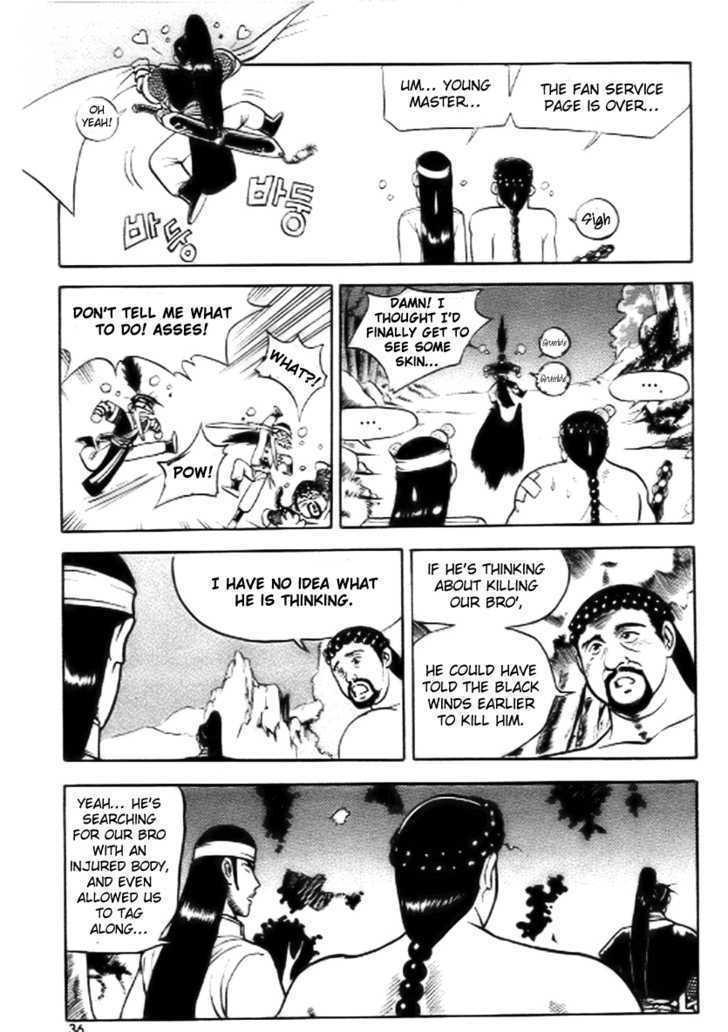 OH
YEAH!
UM... YOUNG
MASTER...
THE FAN SERVICE
PAGE IS OVER...
바둥
바둥
Sigh
DON'T TELL ME WHAT
TO DO! ASSES!
WHAT?!
POW!
DAMN! I
THOUGHT I'D
FINALLY GET TO
SEE SOME
SKIN...
Grumble
Grumble
...
...
I HAVE NO IDEA WHAT
HE IS THINKING.
IF HE'S THINKING
ABOUT KILLING
OUR BRO',
HE COULD HAVE
TOLD THE BLACK
WINDS EARLIER
TO KILL HIM.
YEAH... HE'S
SEARCHING
FOR OUR BRO
WITH AN
INJURED BODY,
AND EVEN
ALLOWED US
TO TAG
ALONG...
36